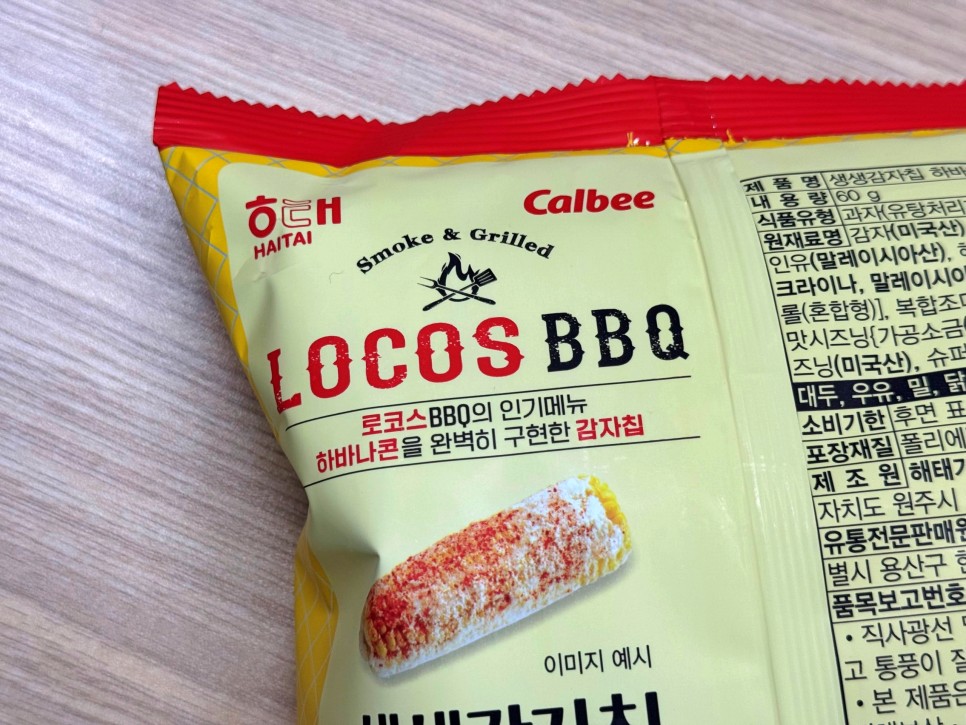 해태
HAITAI
Calbee
Smoke & Grilled
LOCOS BBQ
로코스BBQ의 인기메뉴
하바나콘을 완벽히 구현한 감자칩
이미지 예시
제 품 명 생생감자칩
내 용 량 60 g
식품유형 과자(유탕처리
원재료명 감자(미국산)
인유(말레이시아산),
크라이나, 말레이시아
롤(혼합형)], 복합조미
맛시즈닝{가공소금(
즈닝(미국산), 슈퍼
대두, 우유, 밀, 닭
소비기한 후면 표
포장재질 폴리에
제 조 원 해태
자치도 원주시
유통전문판매원
별시 용산구
품목보고번호
• 직사광선
고 통풍이 잘
• 본 제품은